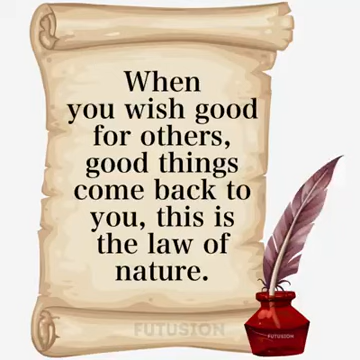 When
you wish good
for others,
good things
come back to
you, this is
the law of
nature.
FUTUSION
FUTUSION